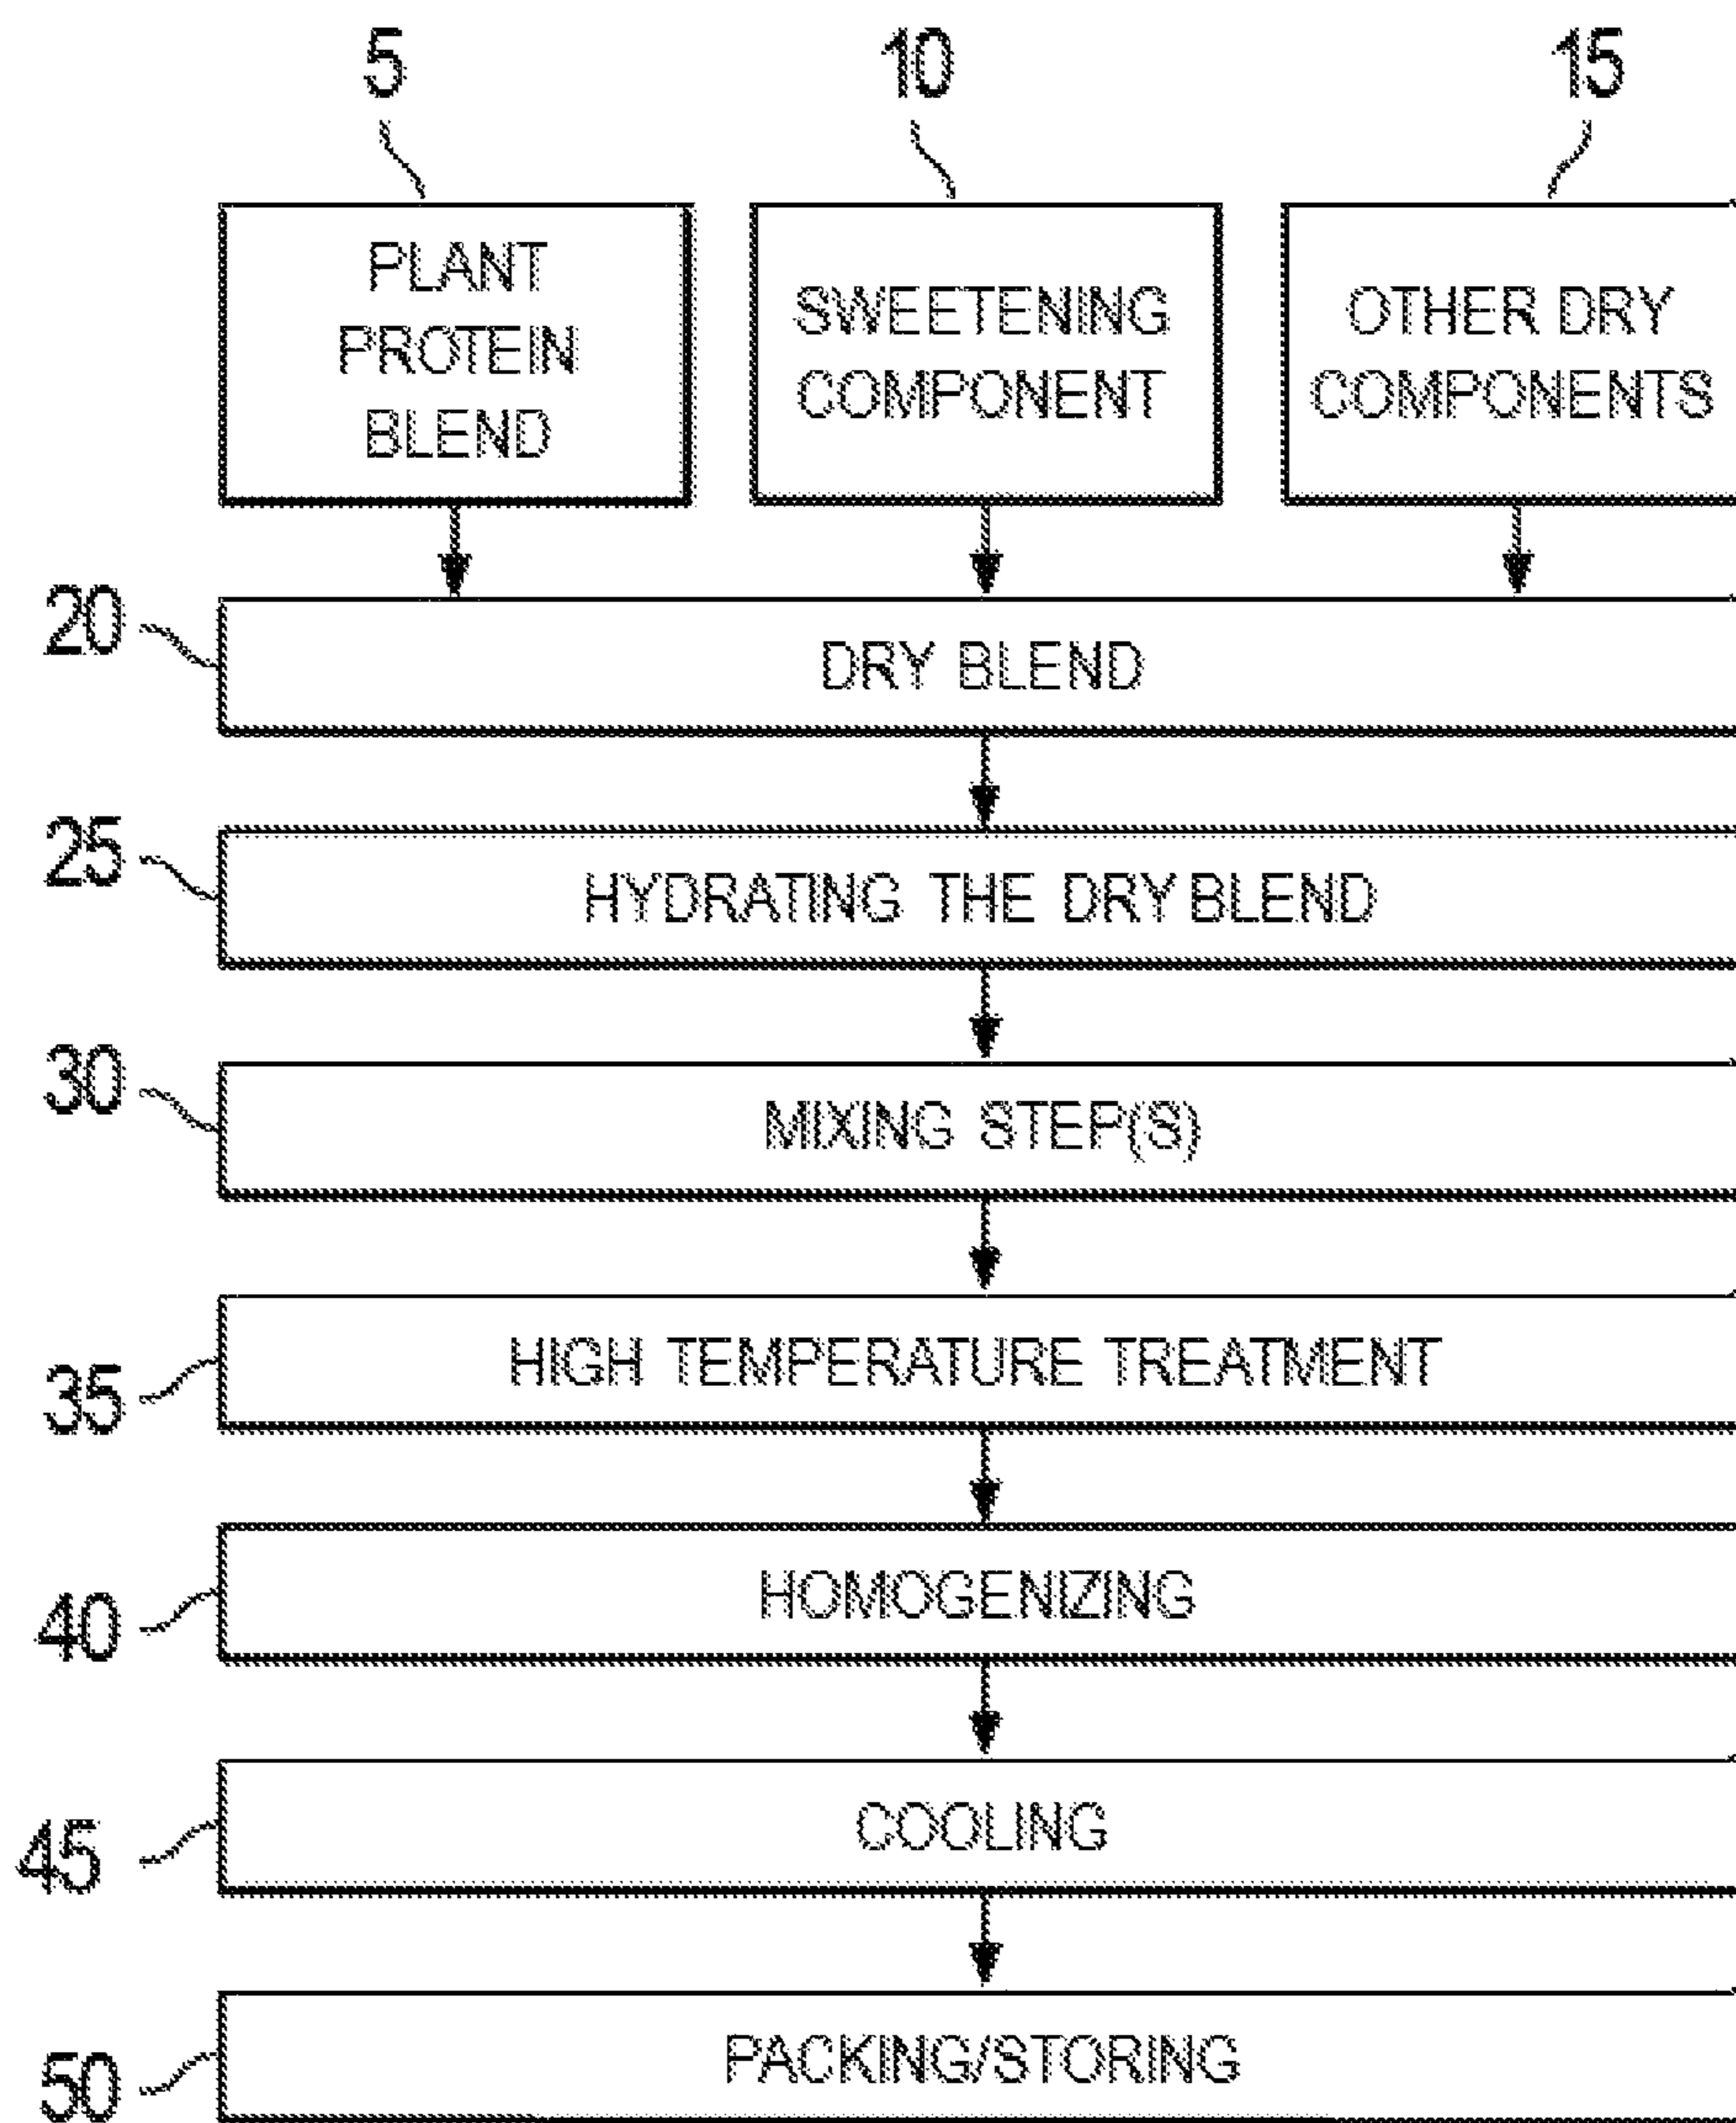 5 10 15
PLANT
PROTEIN
BLEND
SWEETENING
COMPONENT
OTHER DRY
COMPONENTS
20 DRY BLEND
25 HYDRATING THE DRY BLEND
30 MIXING STEP(S)
35 HIGH TEMPERATURE TREATMENT
40 HOMOGENIZING
45 COOLING
50 PACKING/STORING